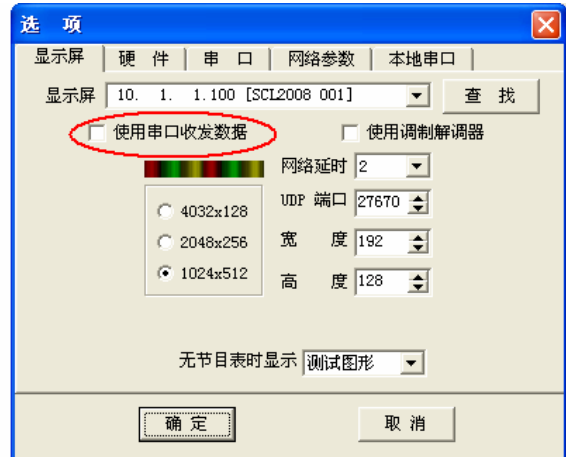 选 项
显示屏 硬 件 串 口 网络参数 本地串口
显示屏 10. 1. 1.100 [SCL2008 001] 查 找
使用串口收发数据 使用调制解调器
网络延时 2
UDP 端口 27670
4032x128
宽 度 192
2048x256
1024x512
高 度 128
无节目表时显示 测试图形
确 定 取 消